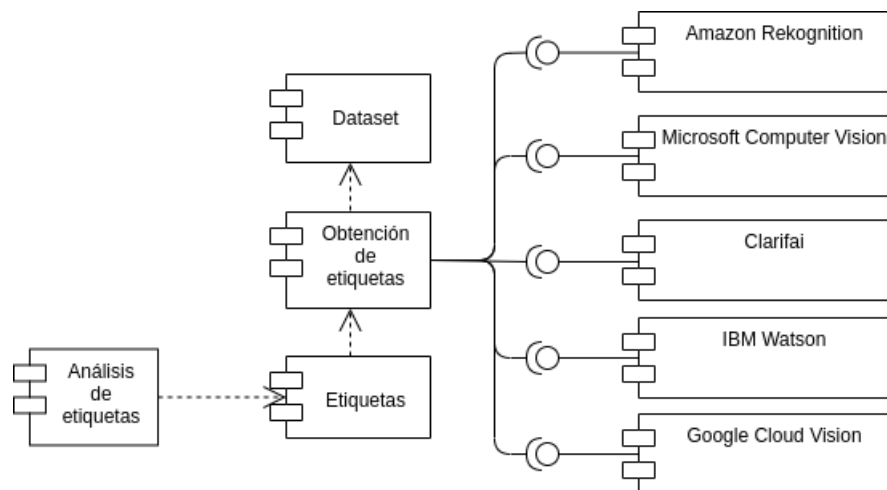 Amazon Rekognition
Dataset
Microsoft Computer Vision
Obtención
de
etiquetas
Clarifai
IBM Watson
Análisis
de
etiquetas
Etiquetas
Google Cloud Vision